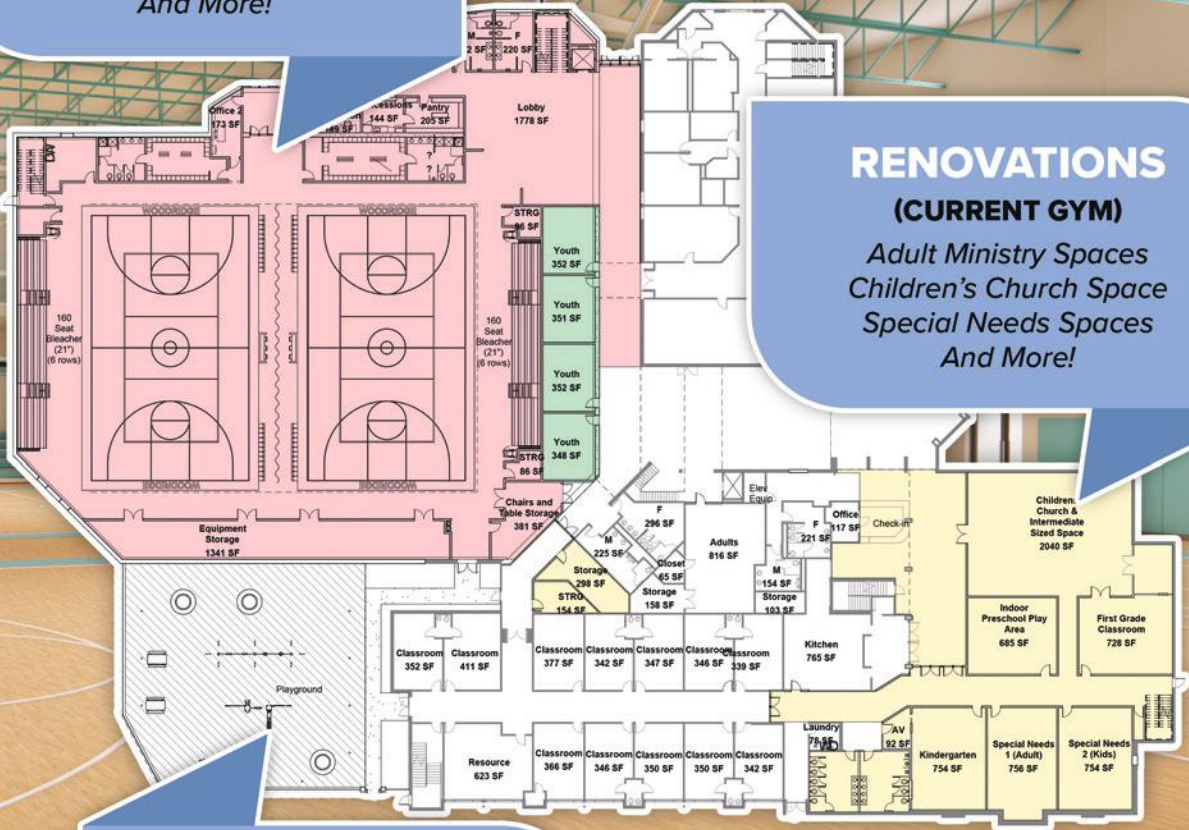 And More!
M
F
220 SF
Office 2
173 SF
144 SF
Pantry
205 SF
Lobby
1778 SF
?
?
RENOVATIONS
(CURRENT GYM)
Adult Ministry Spaces
Children's Church Space
Special Needs Spaces
And More!
WOODRIDGE
WOODRIDGE
STRG
86 SF
Youth
352 SF
Youth
351 SF
Youth
352 SF
Youth
348 SF
160
Seat
Bleacher
(21")
(6 rows)
160
Seat
Bleacher
(21")
(6 rows)
STRG
86 SF
WOODRIDGE
WOODRIDGE
Chairs and
Table Storage
381 SF
Equipment
Storage
1341 SF
Elev
Equip
F
296 SF
M
225 SF
Closet
65 SF
Storage
298 SF
STRG
154 SF
Storage
158 SF
Adults
816 SF
F
221 SF
Office
117 SF
Check-in
M
154 SF
Storage
103 SF
Church &
Intermediate
Sized Space
2040 SF
Indoor
Preschool Play
Area
685 SF
First Grade
Classroom
728 SF
Classroom
352 SF
Classroom
411 SF
Classroom
377 SF
Classroom
342 SF
Classroom
347 SF
Classroom
346 SF
Classroom
339 SF
Kitchen
765 SF
Playground
Resource
623 SF
Classroom
366 SF
Classroom
346 SF
Classroom
350 SF
Classroom
350 SF
Classroom
342 SF
Laundry
AV
92 SF
Kindergarten
754 SF
Special Needs
1 (Adult)
756 SF
Special Needs
2 (Kids)
754 SF